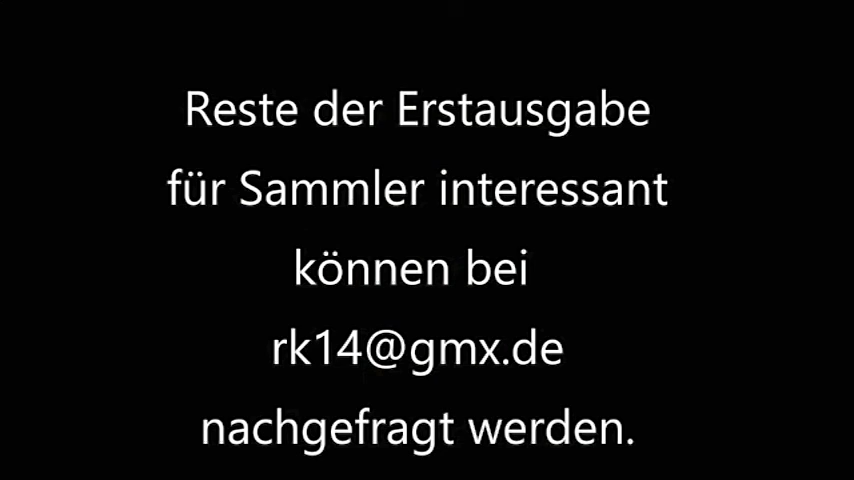 Reste der Erstausgabe
für Sammler interessant
können bei
rk14@gmx.de
nachgefragt werden.